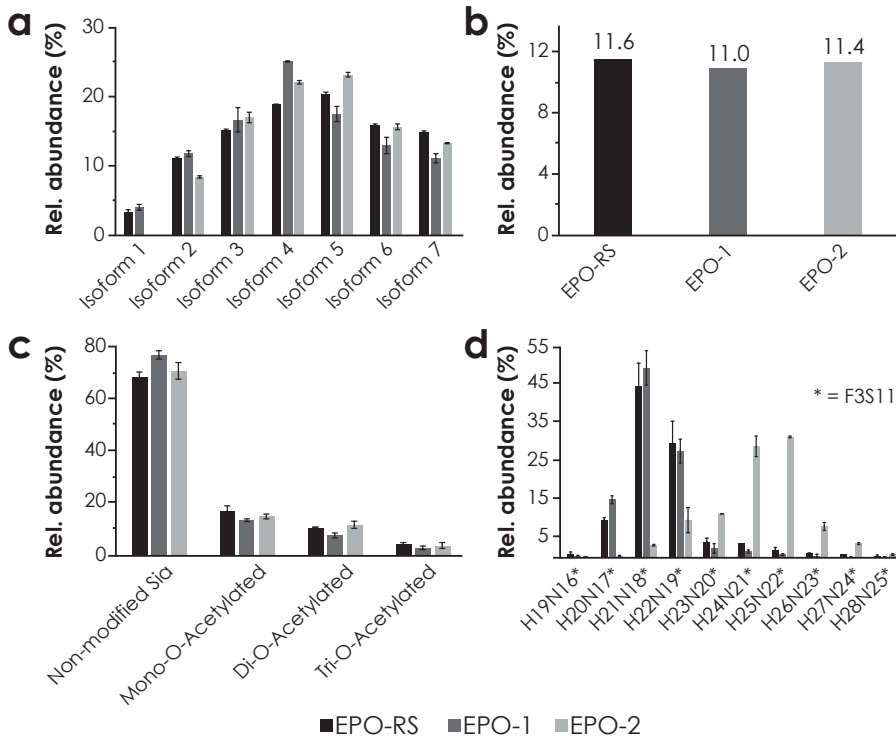 a
Rel. abundance (%)
30
20
10
0
Isoform 1
Isoform 2
Isoform 3
Isoform 4
Isoform 5
Isoform 6
Isoform 7
b
Rel. abundance (%)
12
8
4
0
11.6
11.0
11.4
EPO-RS
EPO-1
EPO-2
c
Rel. abundance (%)
80
60
40
20
0
Non-modified Sia
Mono-O-Acetylated
Di-O-Acetylated
Tri-O-Acetylated
d
Rel. abundance (%)
55
45
35
25
15
5
* = F3S11
H19N16*
H20N17*
H21N18*
H22N19*
H23N20*
H24N21*
H25N22*
H26N23*
H27N24*
H28N25*
EPO-RS EPO-1 EPO-2